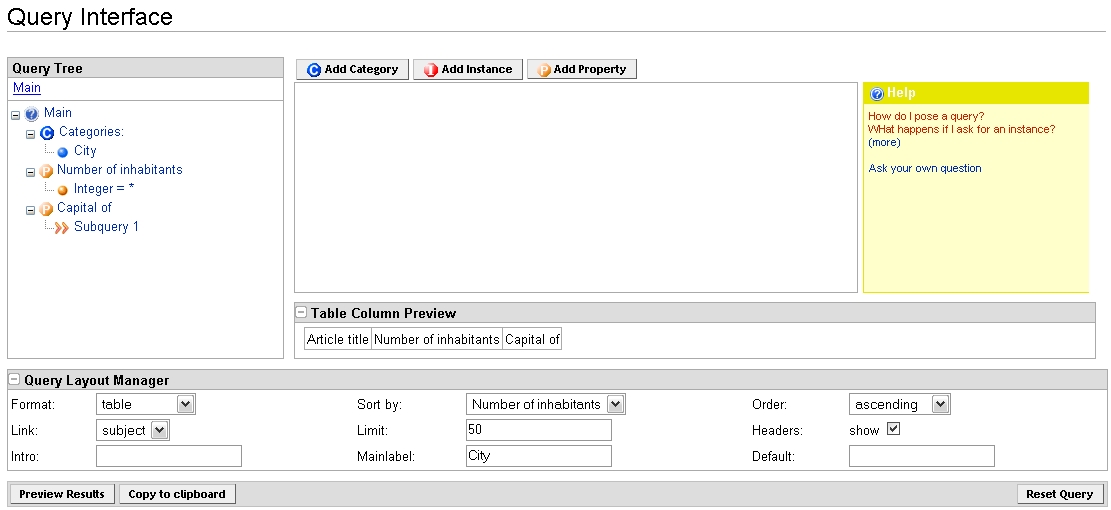 Query Interface
Query Tree
Main
Main
Categories:
City
Number of inhabitants
Integer = *
Capital of
Subquery 1
C Add Category
I Add Instance
P Add Property
? Help
How do I pose a query?
WHat happens if I ask for an instance?
(more)
Ask your own question
Table Column Preview
Article title Number of inhabitants Capital of
Query Layout Manager
Format: table Sort by: Number of inhabitants Order: ascending
Link: subject Limit: 50 Headers: show
Intro: Mainlabel: City Default:
Preview Results Copy to clipboard Reset Query